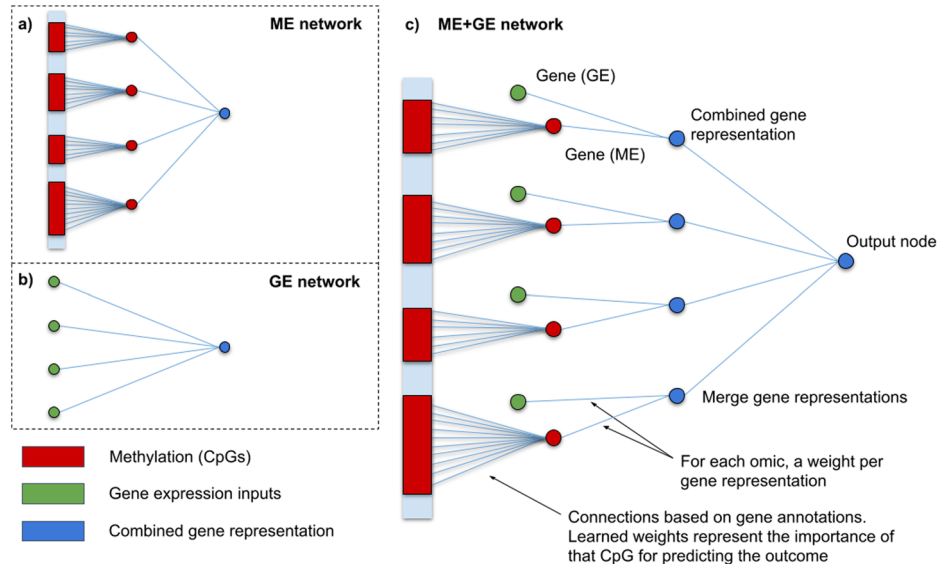 a)
ME network
b)
GE network
Methylation (CpGs)
Gene expression inputs
Combined gene representation
c)
ME+GE network
Gene (GE)
Combined gene
representation
Gene (ME)
Output node
Merge gene representations
For each omic, a weight per
gene representation
Connections based on gene annotations.
Learned weights represent the importance of
that CpG for predicting the outcome